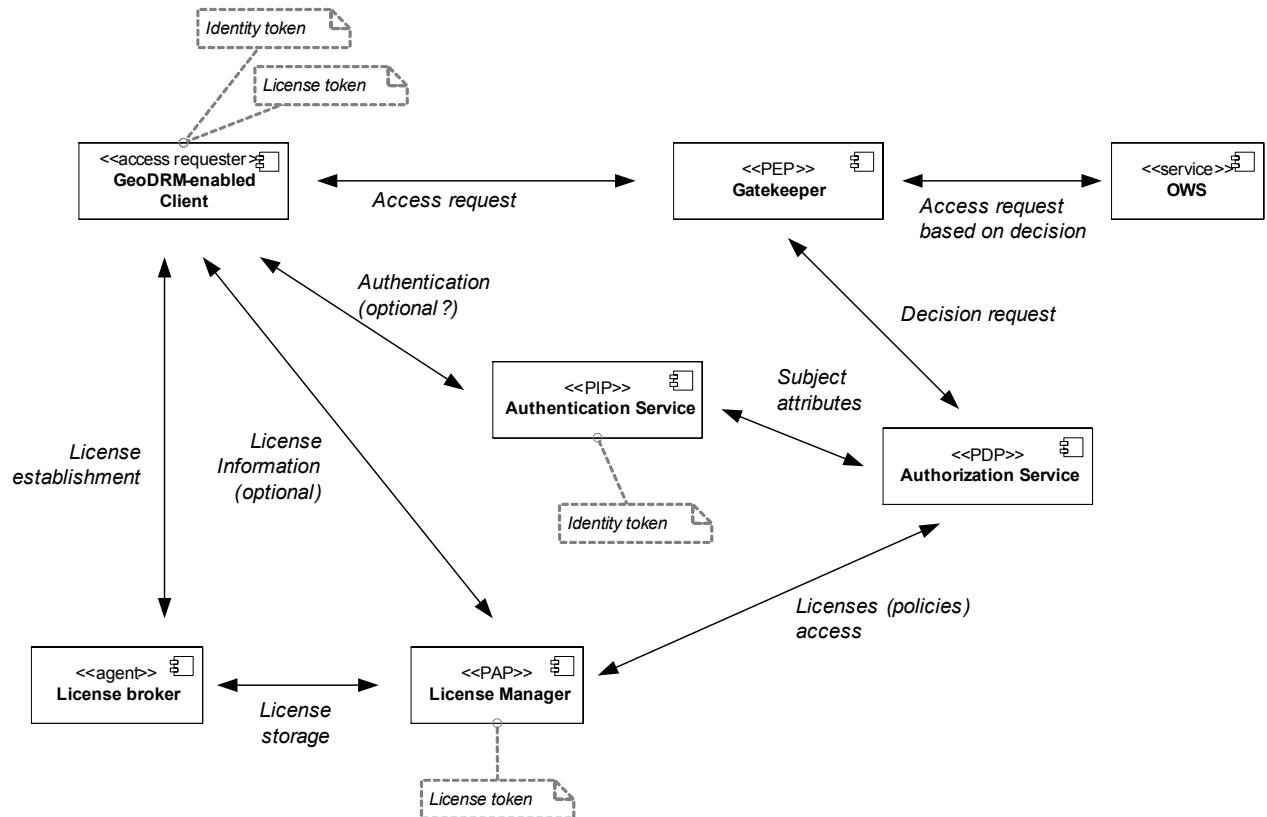 Identity token
License token
<<access requester>>
GeoDRM-enabled
Client
Access request
<<PEP>>
Gatekeeper
Access request
based on decision
<<service>>
OWS
Authentication
(optional ?)
Decision request
<<PIP>>
Authentication Service
Subject
attributes
<<PDP>>
Authorization Service
License
establishment
License
Information
(optional)
Identity token
Licenses (policies)
access
<<agent>>
License broker
License
storage
<<PAP>>
License Manager
License token